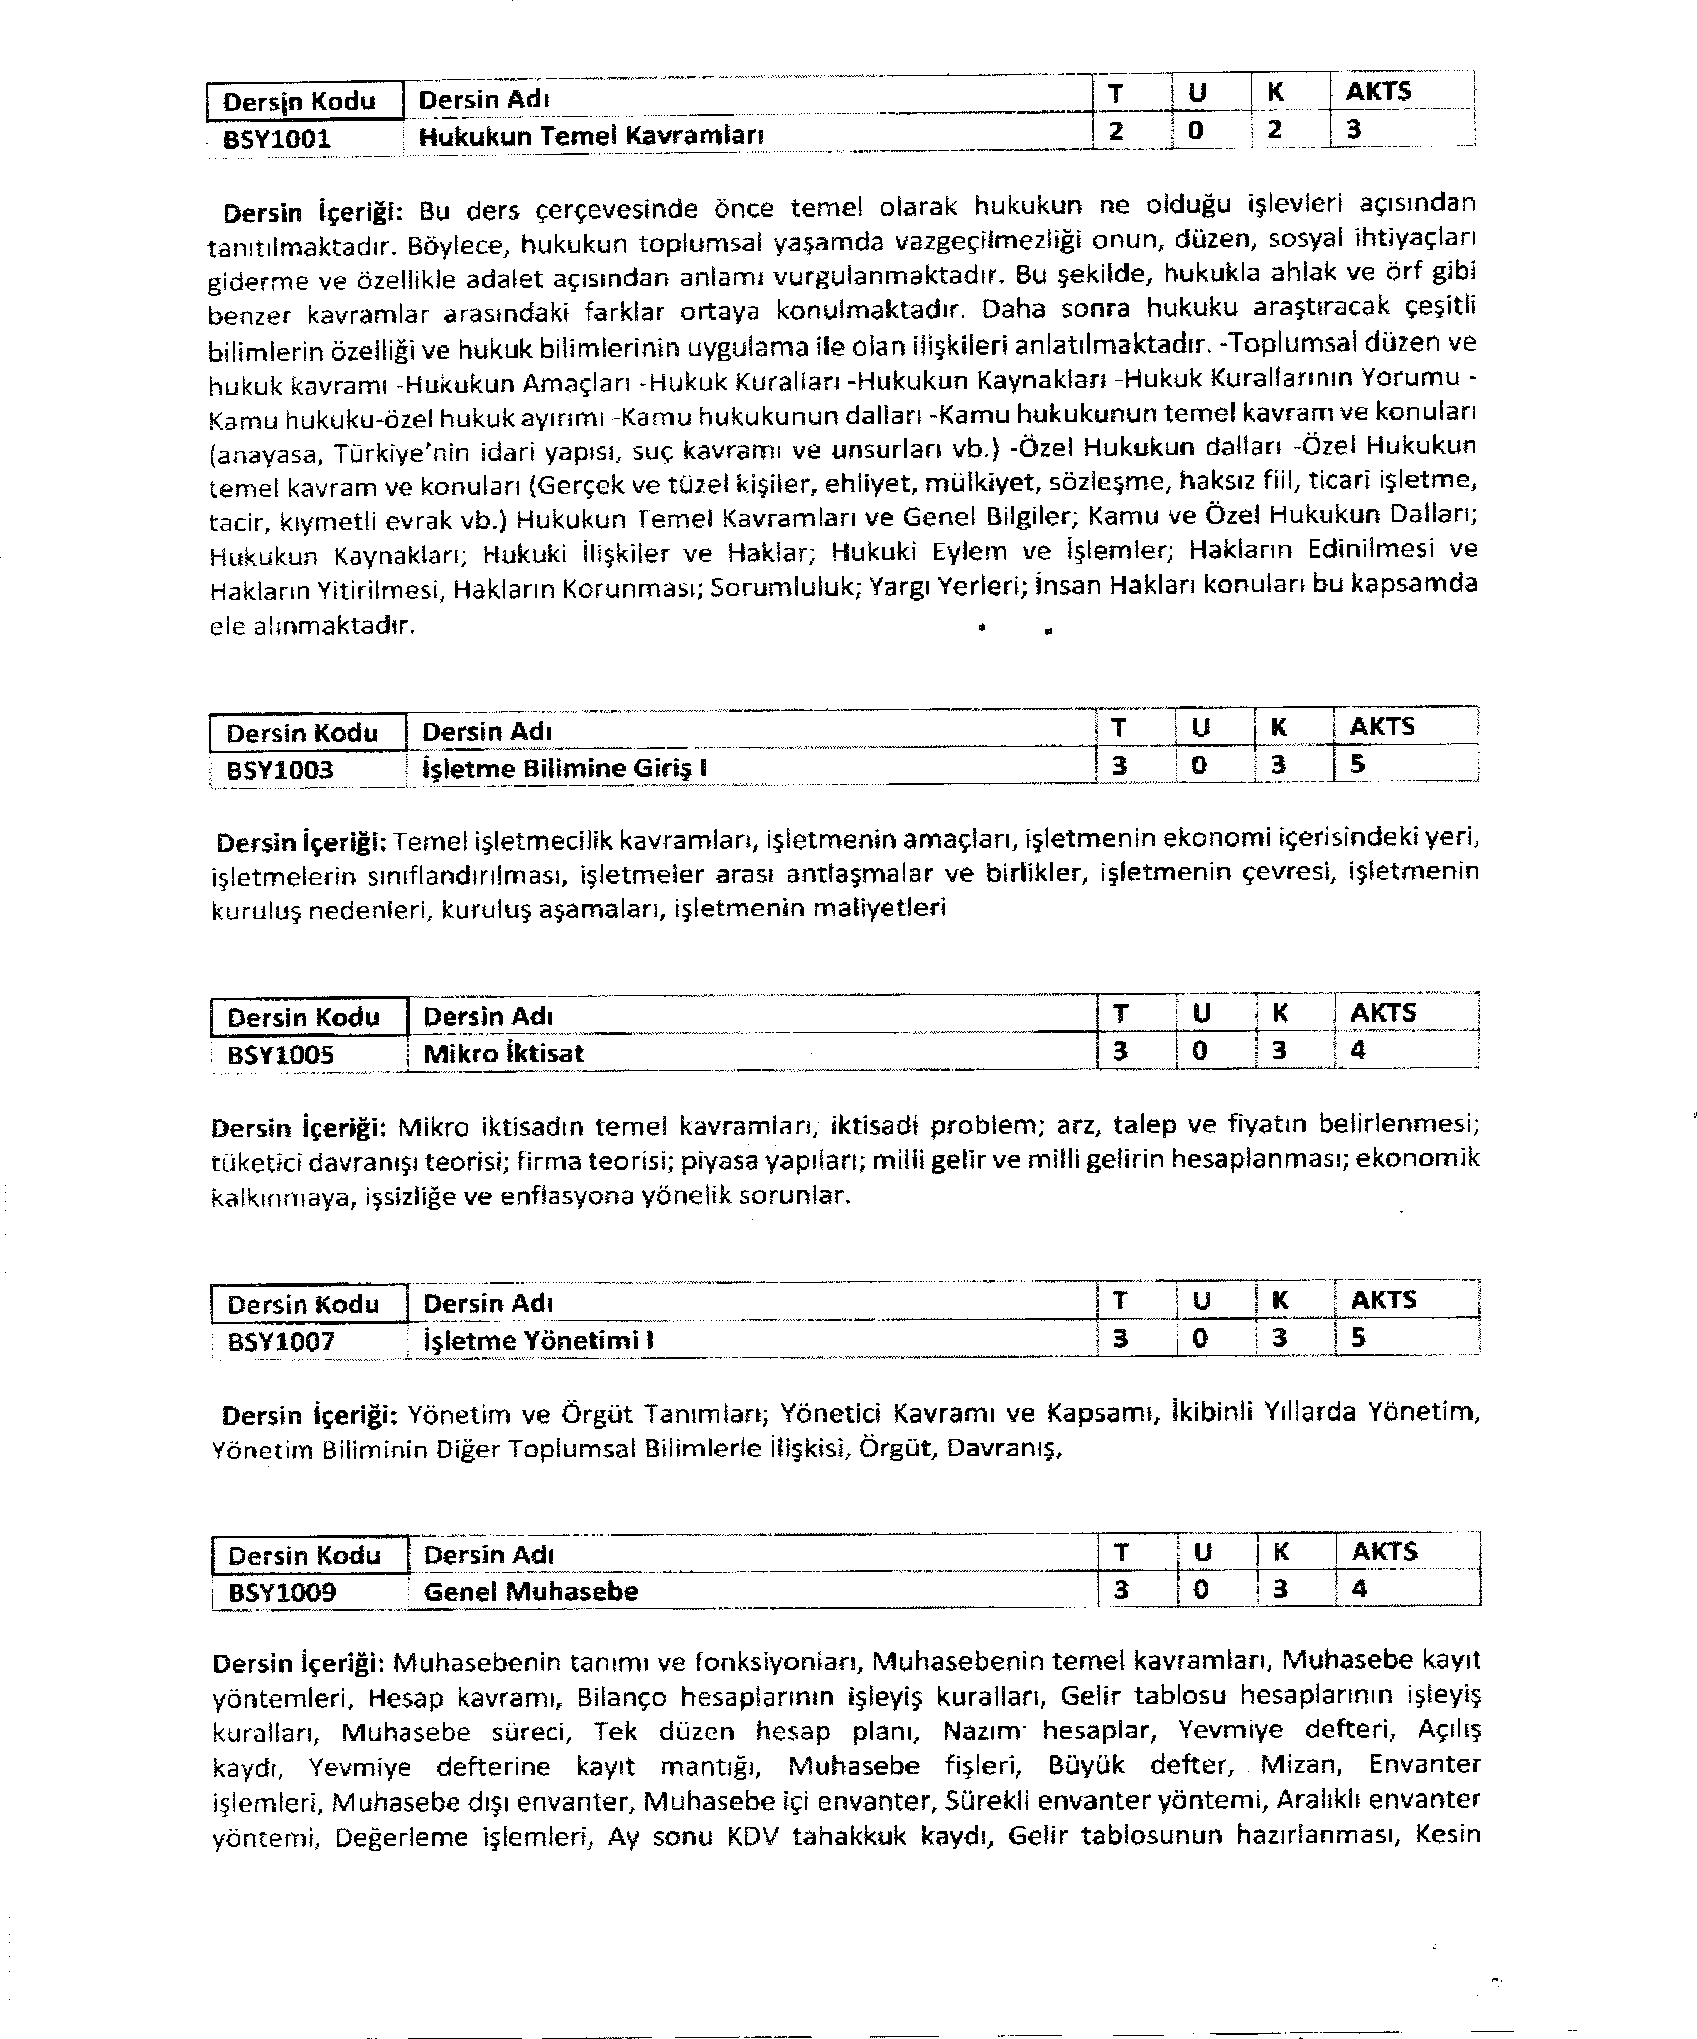 Dersin Kodu Dersin Adı T U K AKTS
BSY1001 Hukukun Temel Kavramları 2 0 2 3
Dersin İçeriği: Bu ders çerçevesinde önce temel olarak hukukun ne olduğu işlevleri açısından
tanıtılmaktadır. Böylece, hukukun toplumsal yaşamda vazgeçilmezliği onun, düzen, sosyal ihtiyaçları
giderme ve özellikle adalet açısından anlamı vurgulanmaktadır. Bu şekilde, hukukla ahlak ve örf gibi
benzer kavramlar arasındaki farklar ortaya konulmaktadır. Daha sonra hukuku araştıracak çeşitli
bilimlerin özelliği ve hukuk bilimlerinin uygulama ile olan ilişkileri anlatılmaktadır. -Toplumsal düzen ve
hukuk kavramı -Hukukun Amaçları -Hukuk Kuralları -Hukukun Kaynakları -Hukuk Kurallarının Yorumu -
Kamu hukuku-özel hukuk ayırımı -Kamu hukukunun dalları -Kamu hukukunun temel kavram ve konuları
(anayasa, Türkiye'nin idari yapısı, suç kavramı ve unsurları vb.) -Özel Hukukun dalları -Özel Hukukun
temel kavram ve konuları (Gerçek ve tüzel kişiler, ehliyet, mülkiyet, sözleşme, haksız fiil, ticari işletme,
tacir, kıymetli evrak vb.) Hukukun Temel Kavramları ve Genel Bilgiler; Kamu ve Özel Hukukun Dalları;
Hukukun Kaynakları; Hukuki İlişkiler ve Haklar; Hukuki Eylem ve İşlemler; Hakların Edinilmesi ve
Hakların Yitirilmesi, Hakların Korunması; Sorumluluk; Yargı Yerleri; İnsan Hakları konuları bu kapsamda
ele alınmaktadır.
Dersin Kodu Dersin Adı T U K AKTS
BSY1003 İşletme Bilimine Giriş I 3 0 3 5
Dersin İçeriği: Temel işletmecilik kavramları, işletmenin amaçları, işletmenin ekonomi içerisindeki yeri,
işletmelerin sınıflandırılması, işletmeler arası antlaşmalar ve birlikler, işletmenin çevresi, işletmenin
kuruluş nedenleri, kuruluş aşamaları, işletmenin maliyetleri
Dersin Kodu Dersin Adı T U K AKTS
BSY1005 Mikro İktisat 3 0 3 4
Dersin İçeriği: Mikro iktisadın temel kavramları, iktisadi problem; arz, talep ve fiyatın belirlenmesi;
tüketici davranışı teorisi; firma teorisi; piyasa yapıları; milli gelir ve milli gelirin hesaplanması; ekonomik
kalkınmaya, işsizliğe ve enflasyona yönelik sorunlar.
Dersin Kodu Dersin Adı T U K AKTS
BSY1007 İşletme Yönetimi I 3 0 3 5
Dersin İçeriği: Yönetim ve Örgüt Tanımları; Yönetici Kavramı ve Kapsamı, İkibinli Yıllarda Yönetim,
Yönetim Biliminin Diğer Toplumsal Bilimlerle İlişkisi, Örgüt, Davranış,
Dersin Kodu Dersin Adı T U K AKTS
BSY1009 Genel Muhasebe 3 0 3 4
Dersin İçeriği: Muhasebenin tanımı ve fonksiyonları, Muhasebenin temel kavramları, Muhasebe kayıt
yöntemleri, Hesap kavramı, Bilanço hesaplarının işleyiş kuralları, Gelir tablosu hesaplarının işleyiş
kuralları, Muhasebe süreci, Tek düzen hesap planı, Nazım hesaplar, Yevmiye defteri, Açılış
kaydı, Yevmiye defterine kayıt mantığı, Muhasebe fişleri, Büyük defter, Mizan, Envanter
işlemleri, Muhasebe dışı envanter, Muhasebe içi envanter, Sürekli envanter yöntemi, Aralıklı envanter
yöntemi, Değerleme işlemleri, Ay sonu KDV tahakkuk kaydı, Gelir tablosunun hazırlanması, Kesin